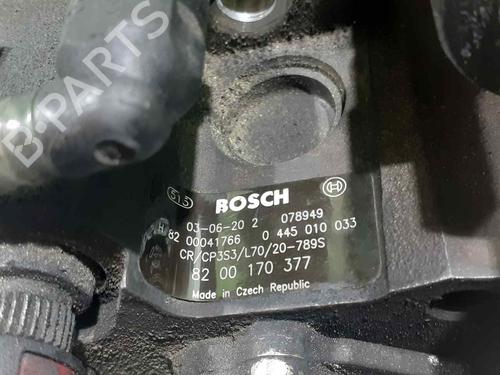 B-PARTS
513 BOSCH
03-06-20 2 078949
82 00041766 0 445 010 033
CR/CP3S3/L70/20-789S
82 00 170 377
Made in Czech Republic